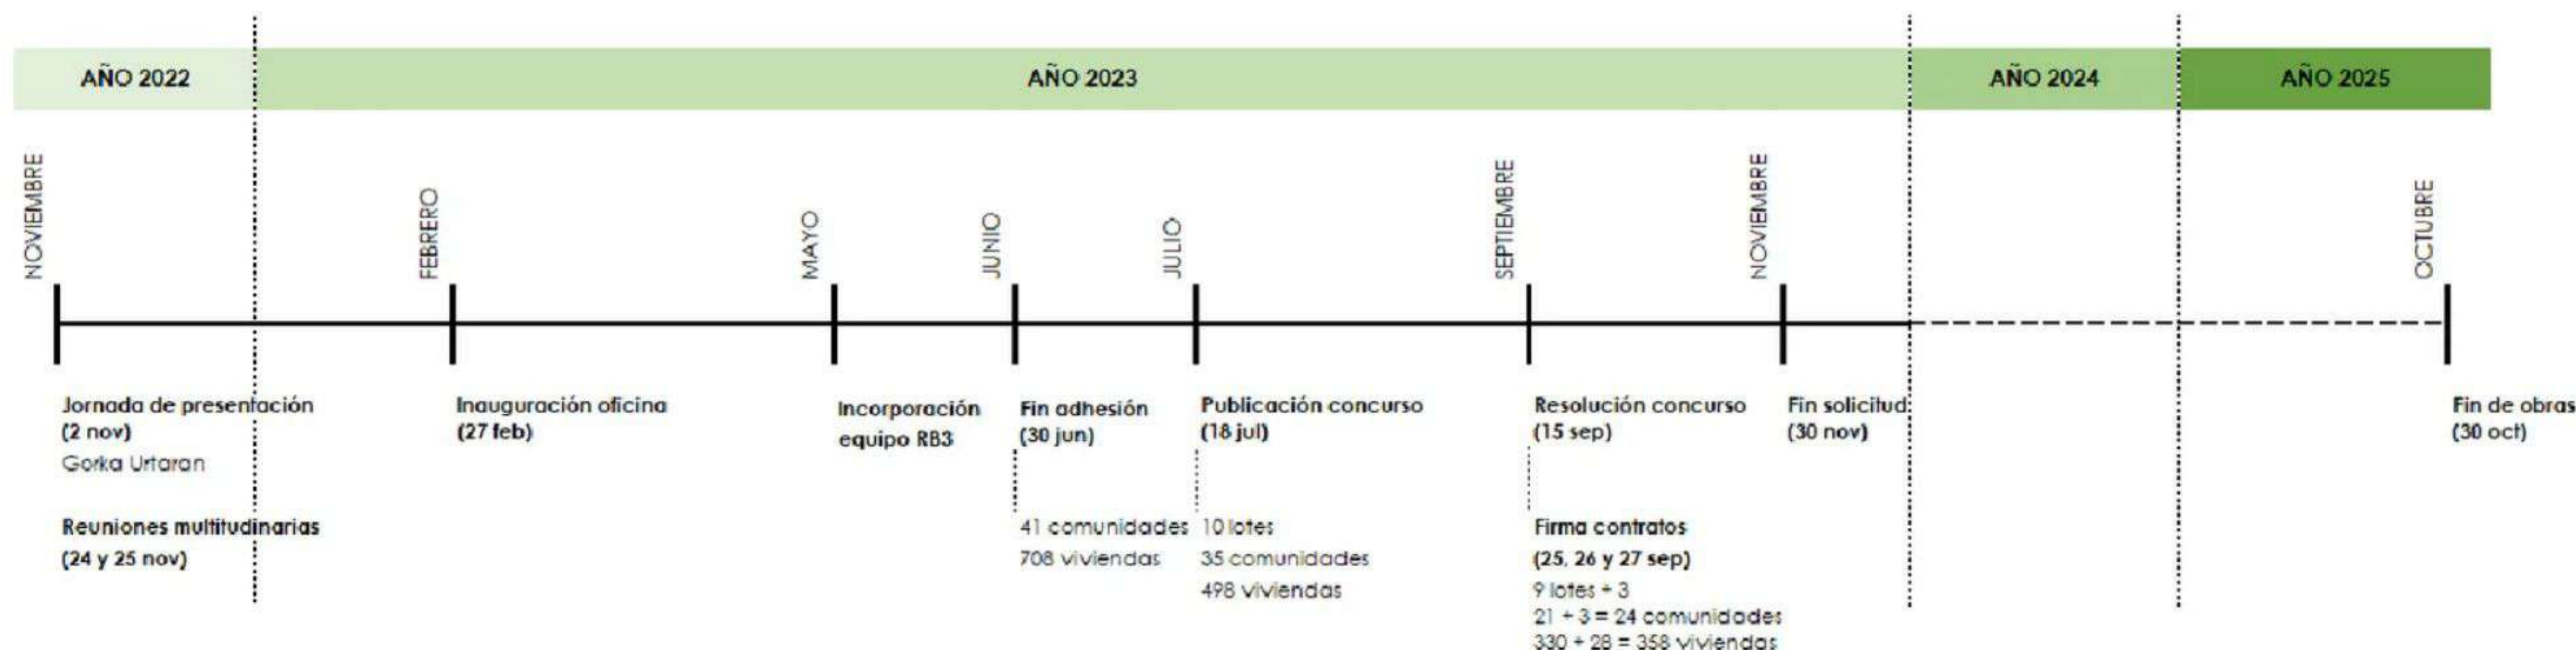 AÑO 2022
AÑO 2023
AÑO 2024
AÑO 2025
NOVIEMBRE
FEBRERO
MAYO
JUNIO
JULIO
SEPTIEMBRE
NOVIEMBRE
OCTUBRE
Jornada de presentación
(2 nov)
Gorka Urtaran
Reuniones multitudinarias
(24 y 25 nov)
Inauguración oficina
(27 feb)
Incorporación
equipo RB3
Fin adhesión
(30 jun)
41 comunidades
708 viviendas
Publicación concurso
(18 jul)
10 lotes
35 comunidades
498 viviendas
Resolución concurso
(15 sep)
Firma contratos
(25, 26 y 27 sep)
9 lotes + 3
21 + 3 = 24 comunidades
330 + 28 = 358 viviendas
Fin solicitud
(30 nov)
Fin de obras
(30 oct)